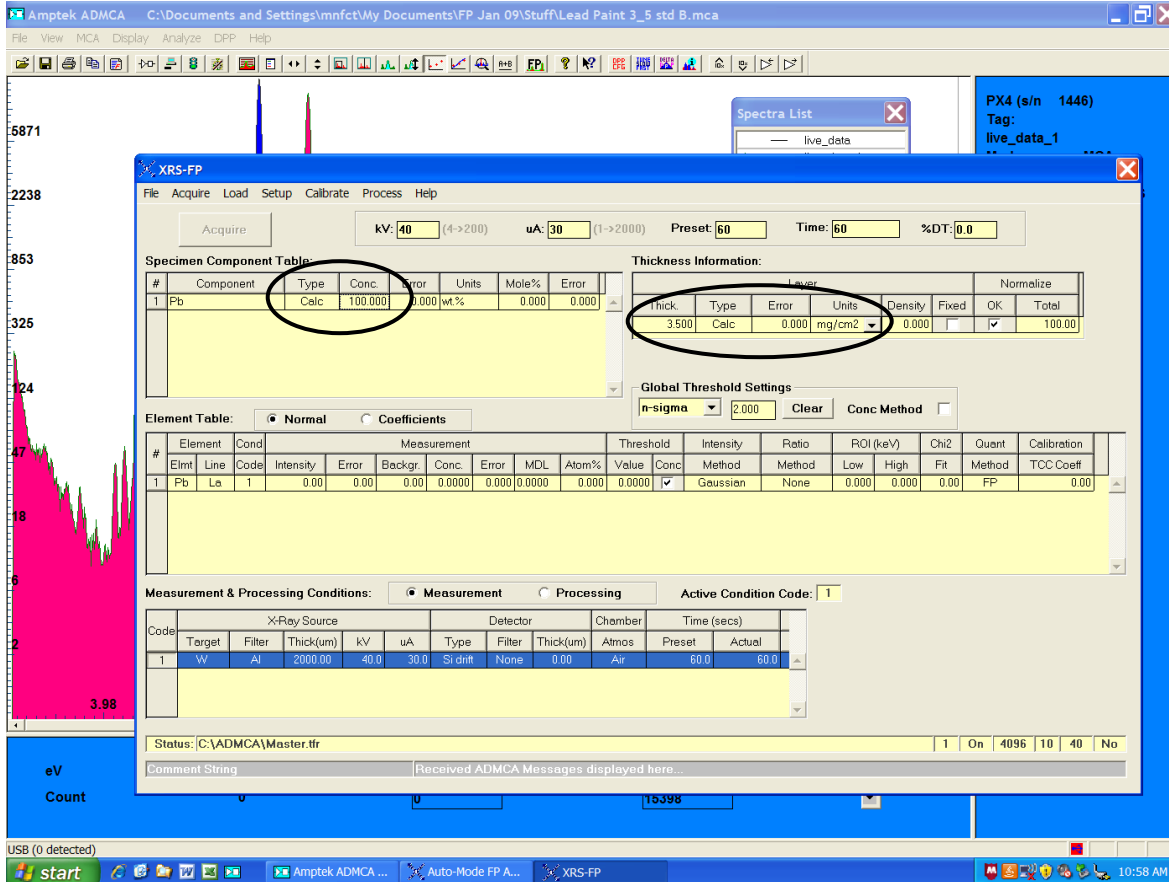 Amptek ADMCA C:\Documents and Settings\mnfct\My Documents\FP Jan 09\Stuff\Lead Paint 3_5 std B.mca
File View MCA Display Analyze DPP Help
5871
2238
853
325
124
47
18
6
2
3.98
Spectra List
live_data
PX4 (s/n 1446)
Tag:
live_data_1
XRS-FP
File Acquire Load Setup Calibrate Process Help
Acquire kV: 40 (4->200) uA: 30 (1->2000) Preset: 60 Time: 60 %DT: 0.0
Specimen Component Table:
# Component Type Conc. Error Units Mole% Error
1 Pb Calc 100.000 0.000 wt.% 0.000 0.000
Thickness Information:
Layer Normalize
Thick. Type Error Units Density Fixed OK Total
3.500 Calc 0.000 mg/cm2 0.000 100.00
Global Threshold Settings
n-sigma 2.000 Clear Conc Method
Element Table: Normal Coefficients
# Element Cond Measurement Threshold Intensity Ratio ROI (keV) Chi2 Quant Calibration
Elmt Line Code Intensity Error Backgr. Conc. Error MDL Atom% Value Conc Method Method Low High Fit Method TCC Coeff
1 Pb La 1 0.00 0.00 0.00 0.0000 0.000 0.0000 0.000 0.0000 Gaussian None 0.000 0.000 0.00 FP 0.00
Measurement & Processing Conditions: Measurement Processing Active Condition Code: 1
Code X-Ray Source Detector Chamber Time (secs)
Target Filter Thick(um) kV uA Type Filter Thick(um) Atmos Preset Actual
1 W Al 2000.00 40.0 30.0 Si drift None 0.00 Air 60.0 60.0
Status: C:\ADMCA\Master.tfr 1 On 4096 10 40 No
Comment String Received ADMCA Messages displayed here...
eV
Count 0 0 15398
USB (0 detected)
start Amptek ADMCA ... Auto-Mode FP A... XRS-FP 10:58 AM